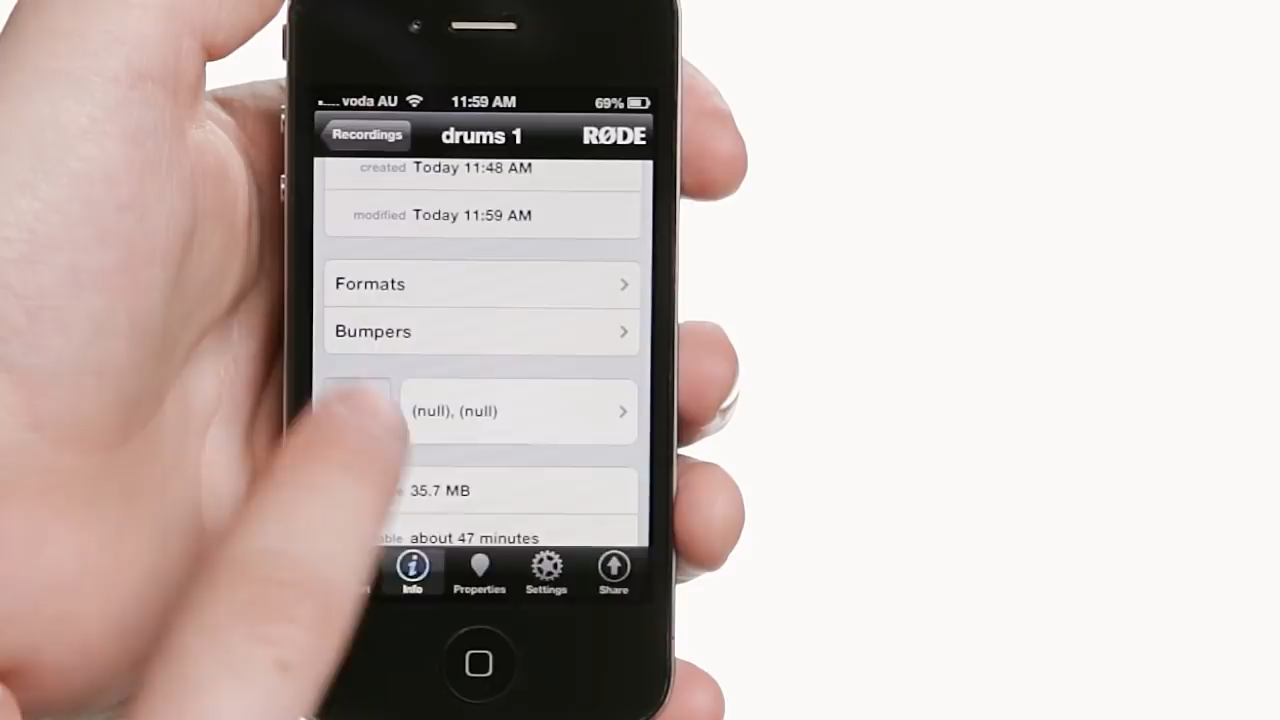 voda AU 11:59 AM 69%
Recordings drums 1 RØDE
created Today 11:48 AM
modified Today 11:59 AM
Formats
Bumpers
(null), (null)
35.7 MB
about 47 minutes
Info Properties Settings Share